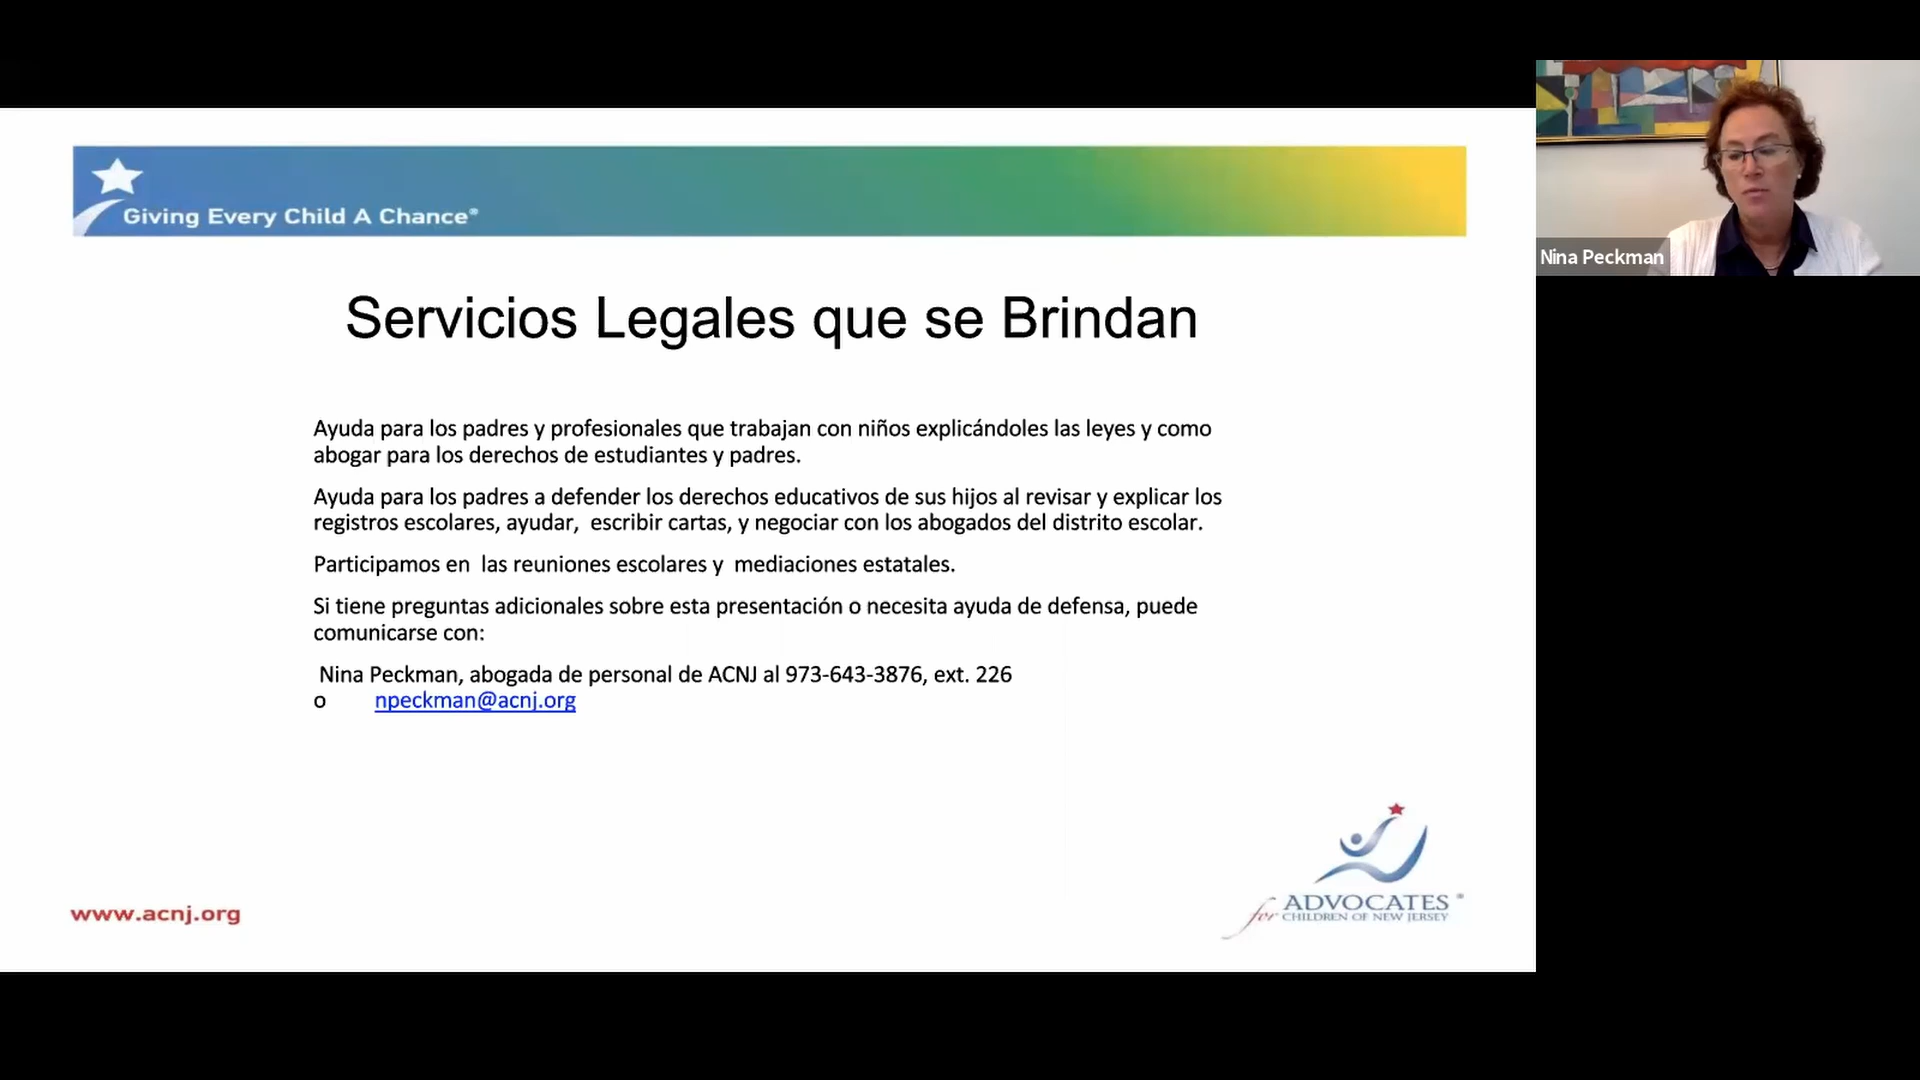 Giving Every Child A Chance®
Nina Peckman
Servicios Legales que se Brindan
Ayuda para los padres y profesionales que trabajan con niños explicándoles las leyes y como
abogar para los derechos de estudiantes y padres.
Ayuda para los padres a defender los derechos educativos de sus hijos al revisar y explicar los
registros escolares, ayudar, escribir cartas, y negociar con los abogados del distrito escolar.
Participamos en las reuniones escolares y mediaciones estatales.
Si tiene preguntas adicionales sobre esta presentación o necesita ayuda de defensa, puede
comunicarse con:
Nina Peckman, abogada de personal de ACNJ al 973-643-3876, ext. 226
o npeckman@acnj.org
www.acnj.org
ADVOCATES ®
for CHILDREN OF NEW JERSEY